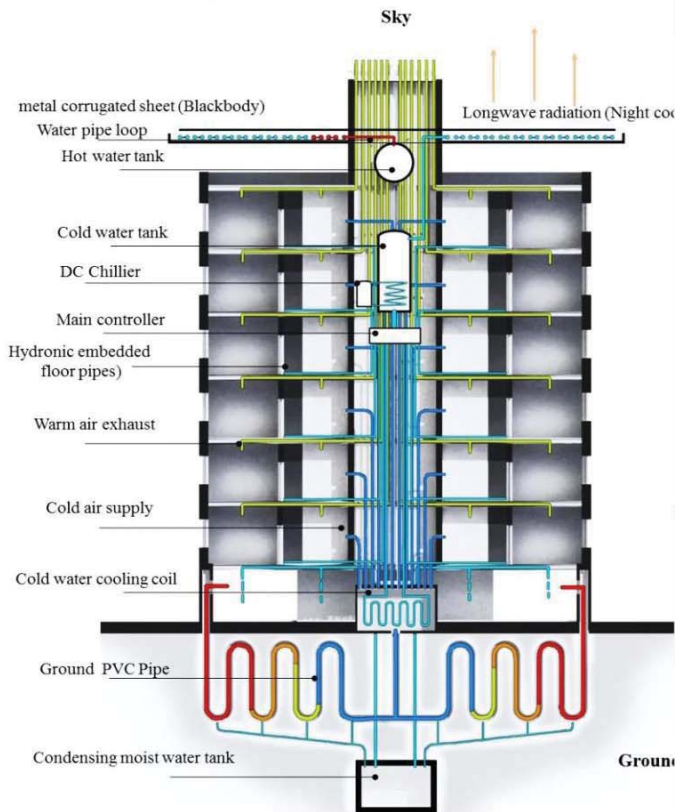 Sky
metal corrugated sheet (Blackbody)
Longwave radiation (Night coo
Water pipe loop
Hot water tank
Cold water tank
DC Chillier
Main controller
Hydronic embedded
floor pipes)
Warm air exhaust
Cold air supply
Cold water cooling coil
Ground PVC Pipe
Condensing moist water tank
Ground